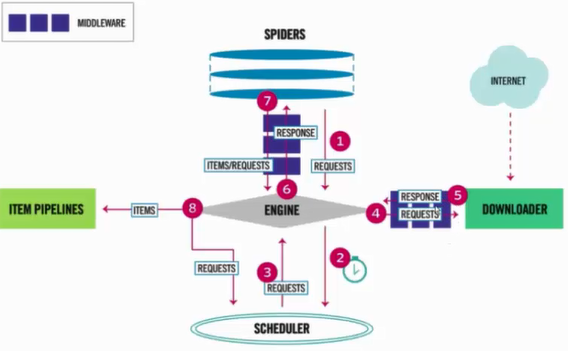 MIDDLEWARE
SPIDERS
INTERNET
7
RESPONSE
1
ITEMS/REQUESTS
REQUESTS
6
RESPONSE
5
ITEM PIPELINES
ITEMS
8
ENGINE
4
REQUESTS
DOWNLOADER
REQUESTS
3
REQUESTS
2
SCHEDULER